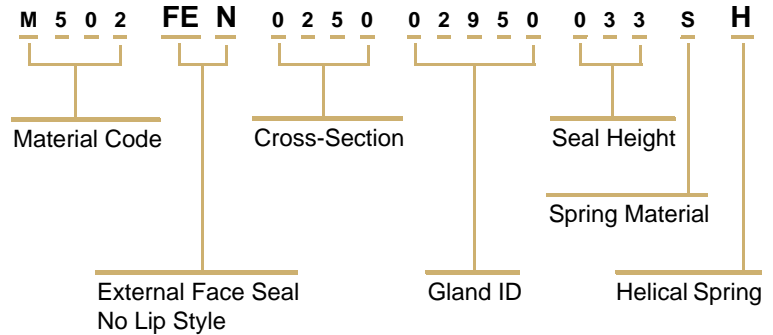 M 5 0 2 FE N 0 2 5 0 0 2 9 5 0 0 3 3 S H
Material Code Cross-Section Seal Height
Spring Material
External Face Seal Gland ID Helical Spring
No Lip Style